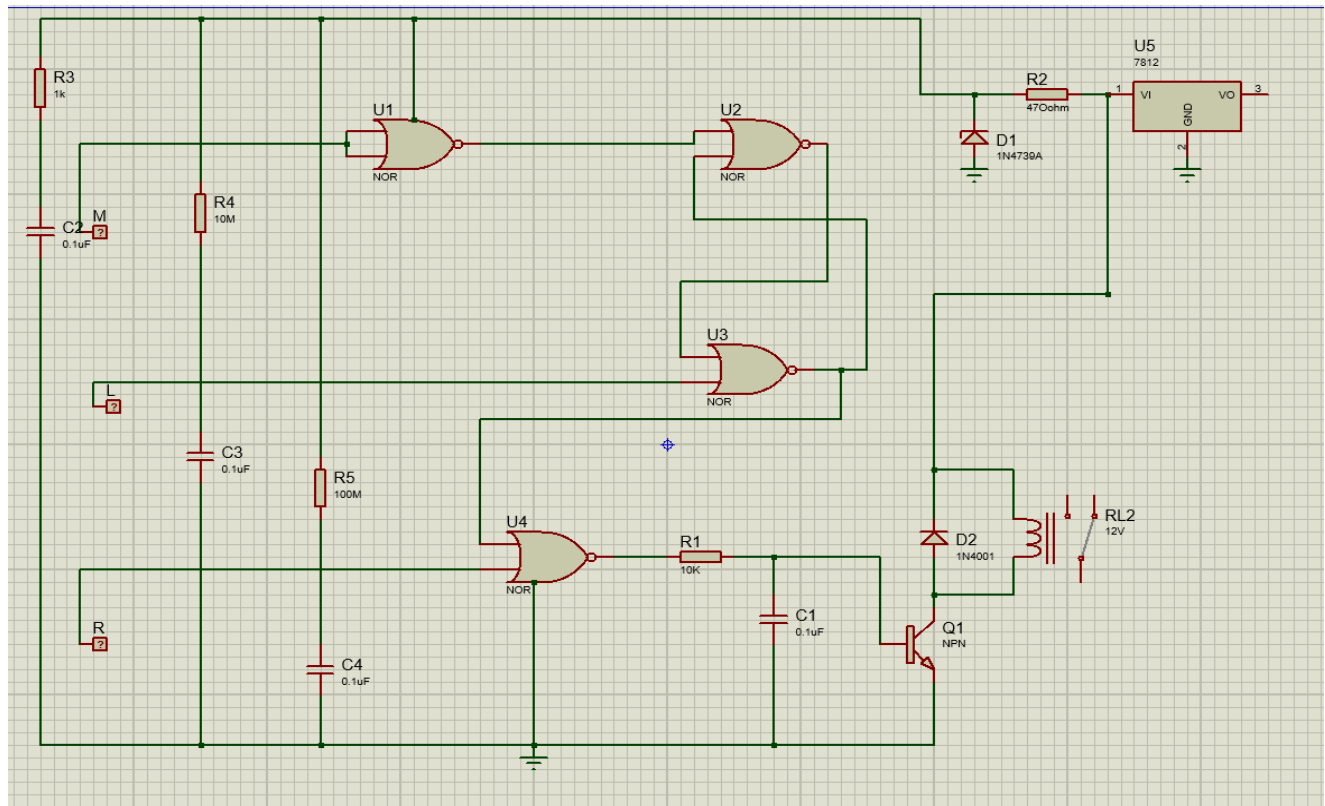 U5
7812
R3
1k
R2
47Oohm
1
VI
VO
3
GND
2
U1
NOR
U2
NOR
D1
1N4739A
R4
10M
M
?
C2
0.1uF
U3
NOR
L
?
C3
0.1uF
R5
100M
U4
NOR
R1
10K
RL2
12V
D2
1N4001
C1
0.1uF
R
?
Q1
NPN
C4
0.1uF